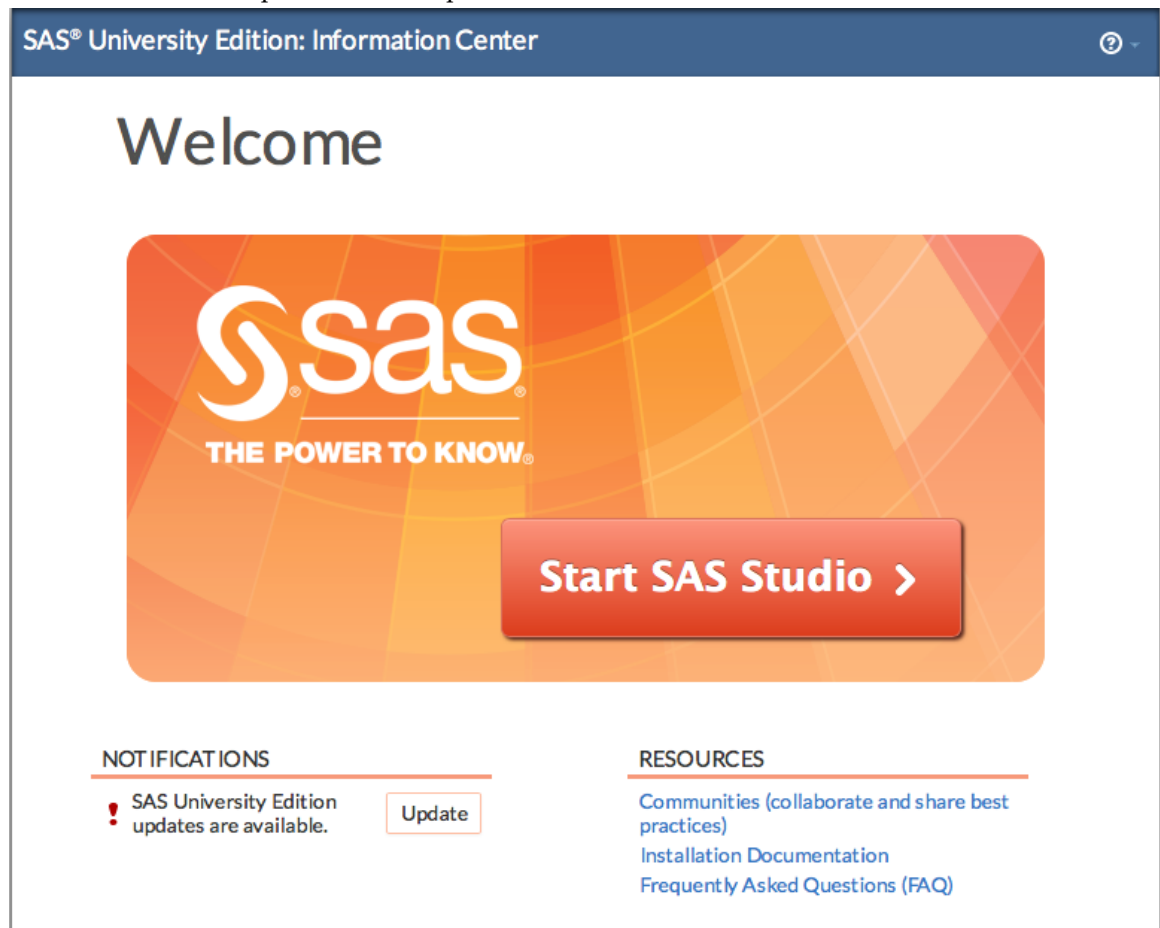 SAS® University Edition: Information Center
Welcome
sas®
THE POWER TO KNOW®
Start SAS Studio >
NOTIFICATIONS
SAS University Edition
updates are available.
Update
RESOURCES
Communities (collaborate and share best
practices)
Installation Documentation
Frequently Asked Questions (FAQ)